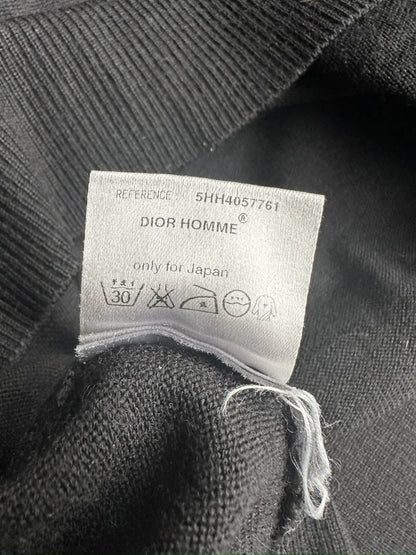 REFERENCE 5HH4057761
DIOR HOMME®
only for Japan
30